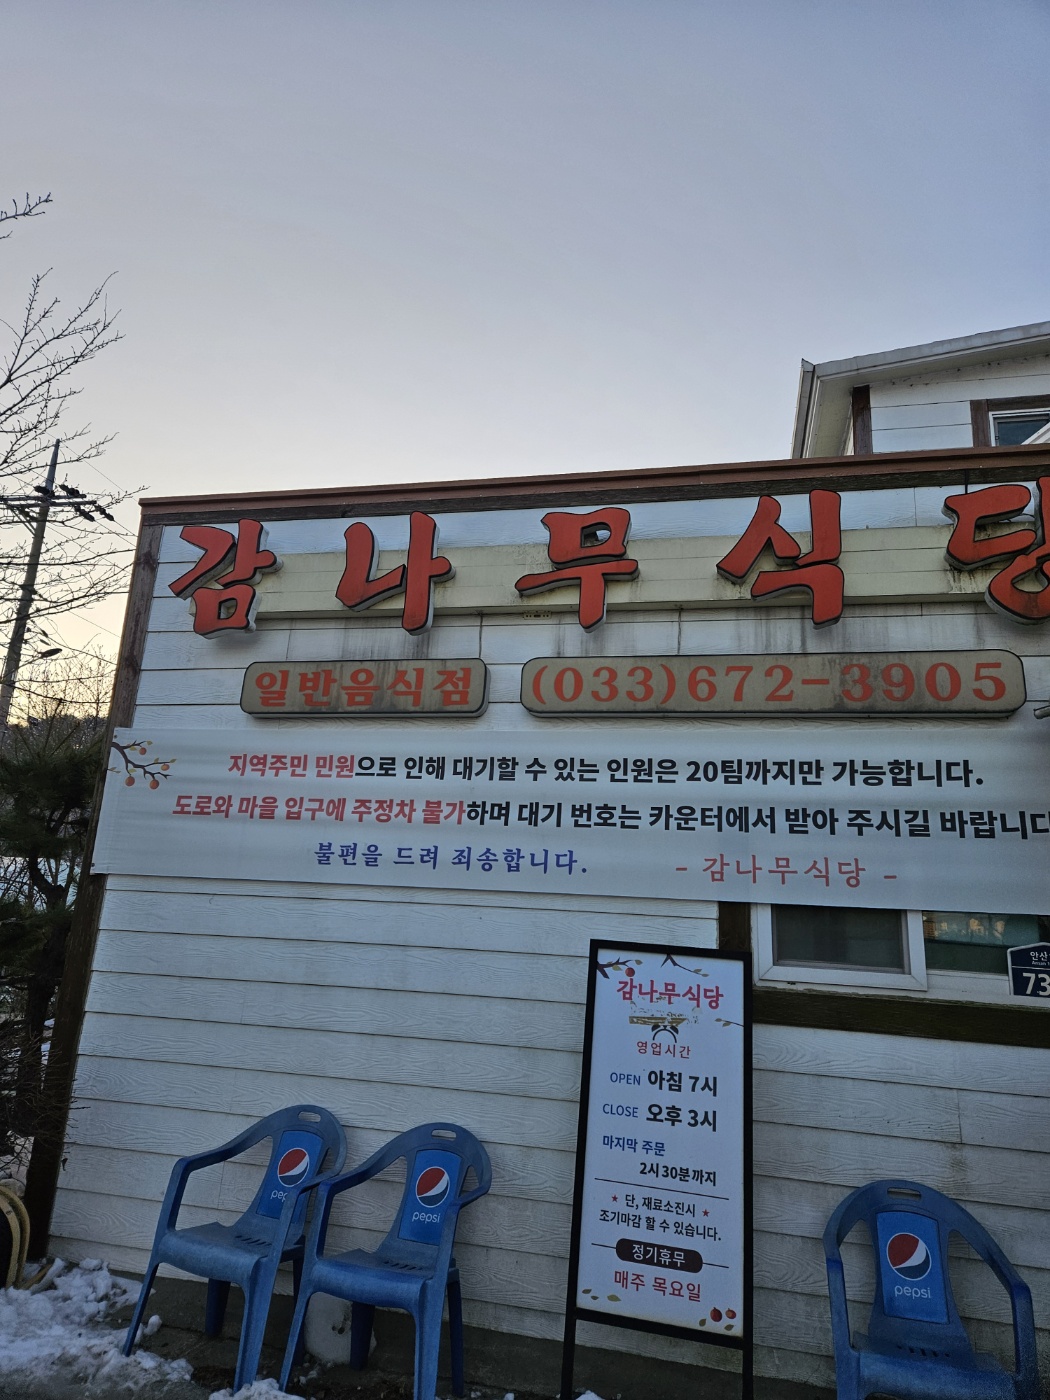 감나무식당
일반음식점
(033)672-3905
지역주민 민원으로 인해 대기할 수 있는 인원은 20팀까지만 가능합니다.
도로와 마을 입구에 주정차 불가하며 대기 번호는 카운터에서 받아 주시길 바랍니다
불편을 드려 죄송합니다.
- 감나무식당 -
안산
73
감나무식당
영업시간
OPEN 아침 7시
CLOSE 오후 3시
마지막 주문
2시30분까지
★ 단, 재료소진시 ★
조기마감 할 수 있습니다.
정기휴무
매주 목요일
pepsi
pepsi